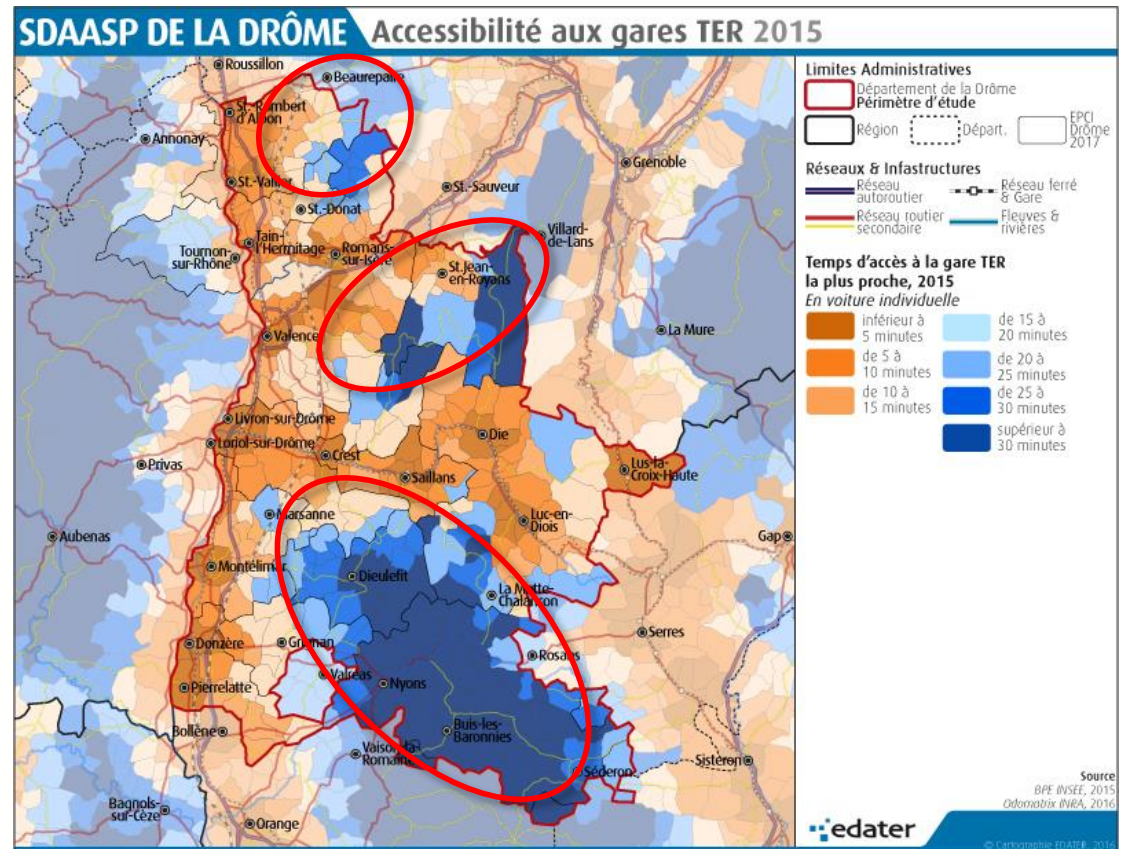 SDAASP DE LA DRÔME Accessibilité aux gares TER 2015
Limites Administratives
Département de la Drôme
Périmètre d'étude
Région
Départ.
EPCI
Drôme
2017
Réseaux & Infastructures
Réseau
autoroutier
Réseau ferré
& Gare
Réseau routier
secondaire
Fleuves &
rivières
Temps d'accès à la gare TER
la plus proche, 2015
En voiture individuelle
inférieur à
5 minutes
de 15 à
20 minutes
de 5 à
10 minutes
de 20 à
25 minutes
de 10 à
15 minutes
de 25 à
30 minutes
supérieur à
30 minutes
Roussillon
Beaurepaire
St.-Rambert
d'Albon
Annonay
Grenoble
St.-Vallier
St.-Sauveur
St.-Donat
Villard-
de-Lans
Tain-
l'Hermitage
Tournon-
sur-Rhône
Romans-
sur-Isère
St.Jean-
en-Royans
Valence
La Mure
Livron-sur-Drôme
Die
Loriol-sur-Drôme
Crest
Privas
Saillans
Lus-la-
Croix-Haute
Marsanne
Luc-en-
Diois
Aubenas
Gap
Montélimar
Dieulefit
La Motte-
Chalancon
Donzère
Grignan
Serres
Rosans
Valréas
Pierrelatte
Nyons
Bollène
Buis-les-
Baronnies
Vaison-la-
Romaine
Séderon
Sistéron
Bagnols-
sur-Cèze
Orange
Source
BPE INSEE, 2015
Odomatrix INRA, 2016
edater
© Cartographie EDATER, 2016